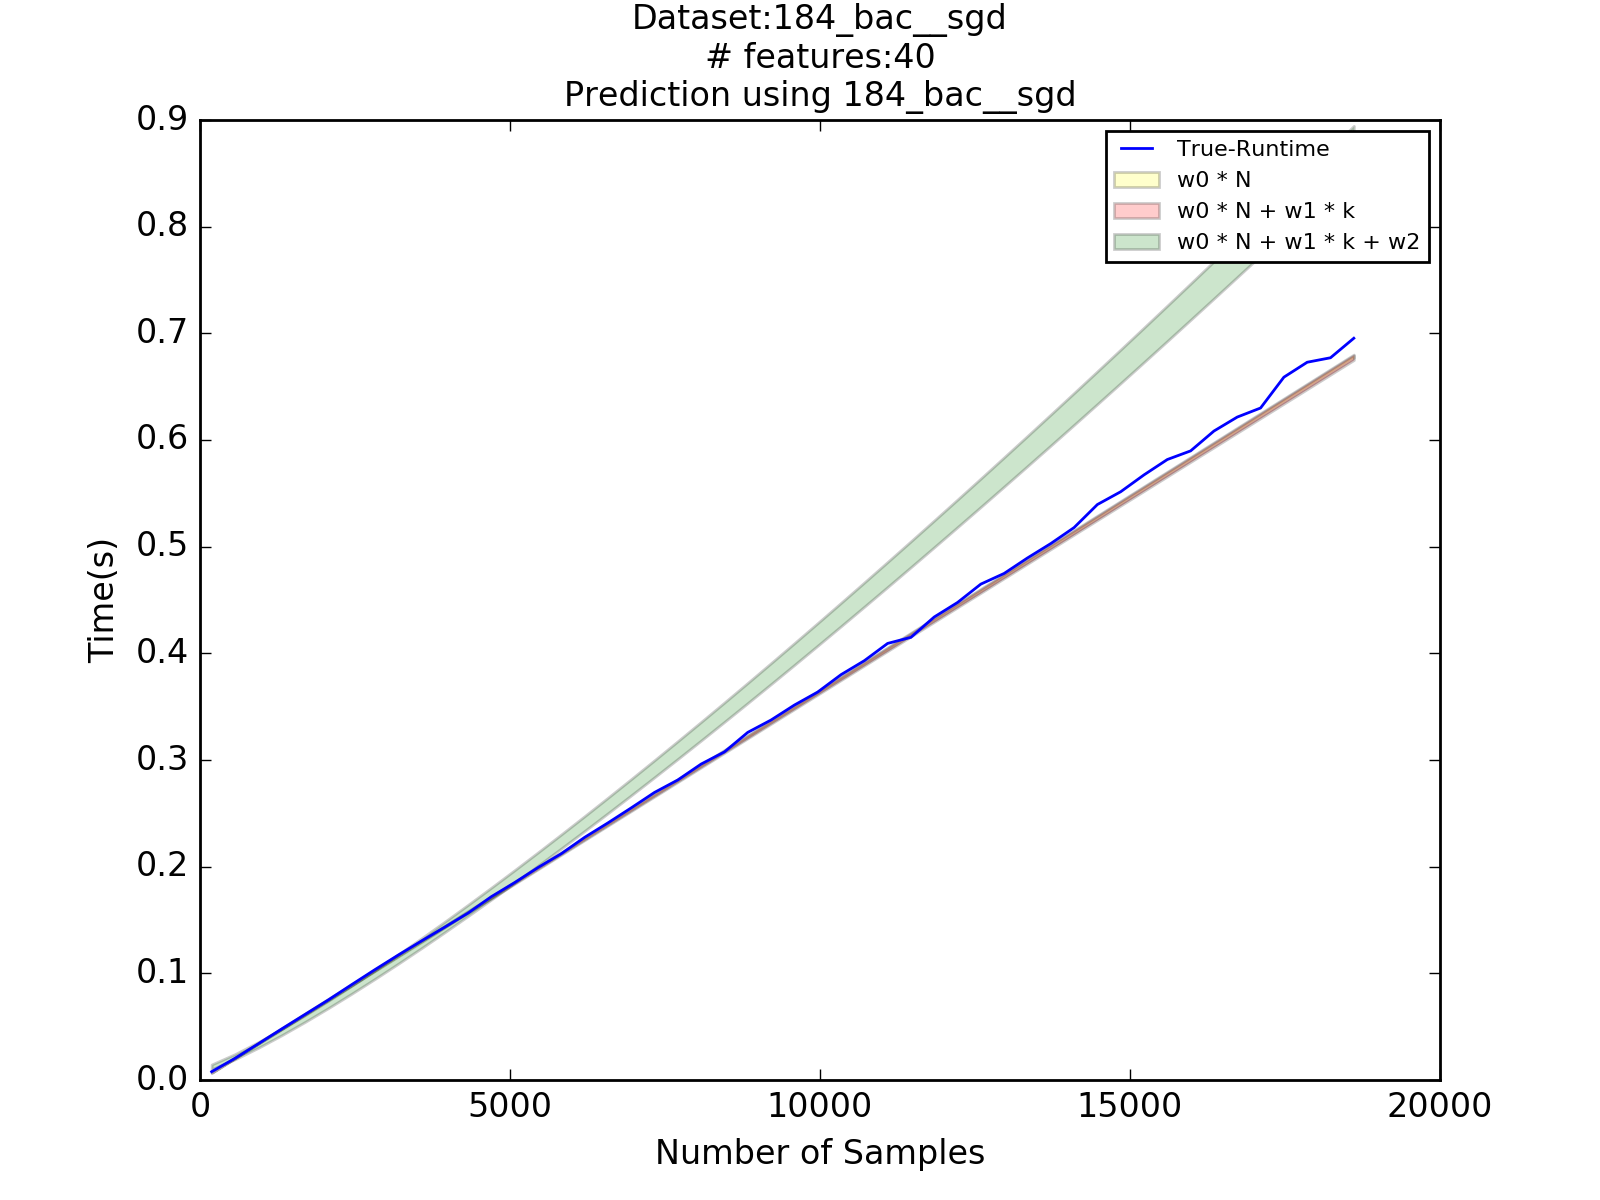 Dataset:184_bac__sgd
# features:40
Prediction using 184_bac__sgd
0.9
0.8
0.7
0.6
0.5
0.4
0.3
0.2
0.1
0.0
Time(s)
True-Runtime
w0 * N
w0 * N + w1 * k
w0 * N + w1 * k + w2
0 5000 10000 15000 20000
Number of Samples